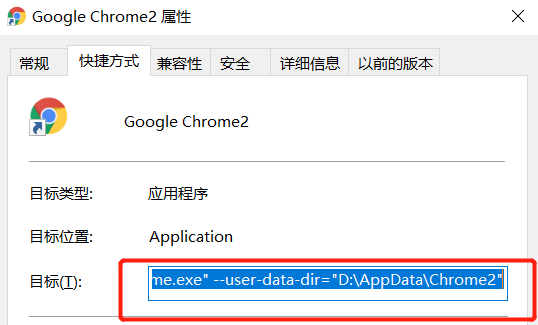 Google Chrome2 属性
常规 快捷方式 兼容性 安全 详细信息 以前的版本
Google Chrome2
目标类型: 应用程序
目标位置: Application
目标(T): me.exe" --user-data-dir="D:\AppData\Chrome2"